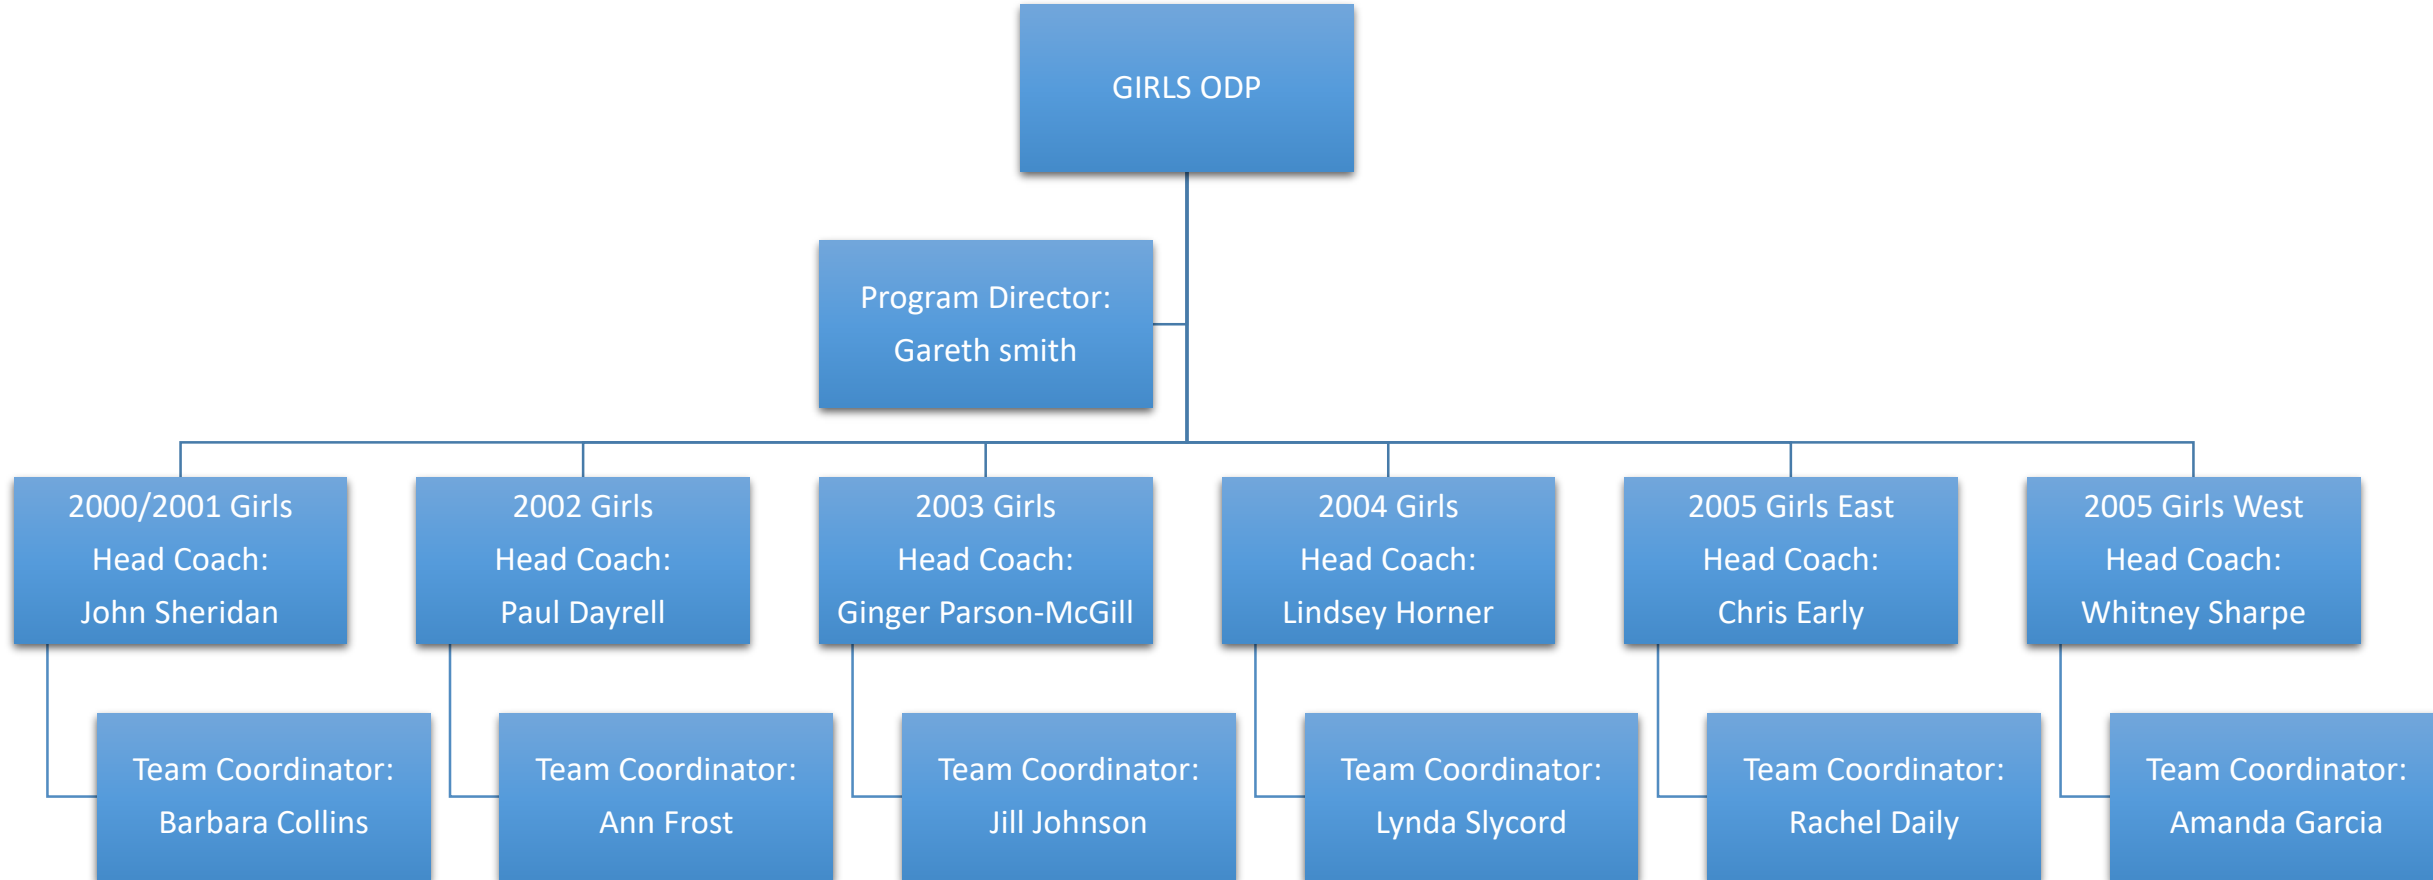 GIRLS ODP
Program Director:
Gareth smith
2000/2001 Girls
Head Coach:
John Sheridan
2002 Girls
Head Coach:
Paul Dayrell
2003 Girls
Head Coach:
Ginger Parson-McGill
2004 Girls
Head Coach:
Lindsey Horner
2005 Girls East
Head Coach:
Chris Early
2005 Girls West
Head Coach:
Whitney Sharpe
Team Coordinator:
Barbara Collins
Team Coordinator:
Ann Frost
Team Coordinator:
Jill Johnson
Team Coordinator:
Lynda Slycord
Team Coordinator:
Rachel Daily
Team Coordinator:
Amanda Garcia